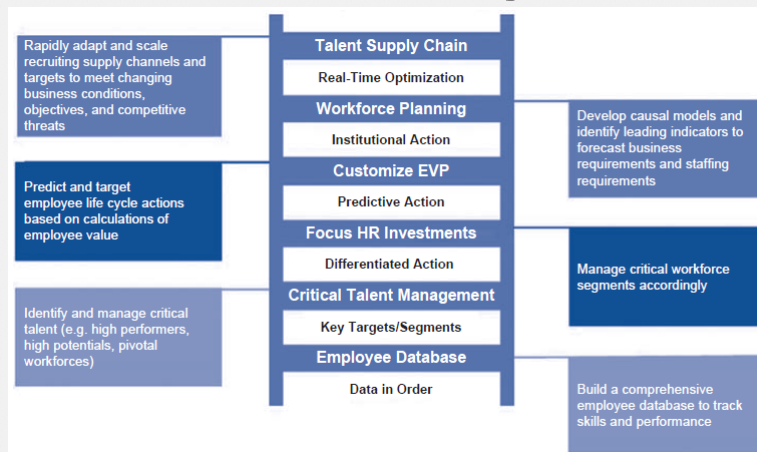 Rapidly adapt and scale
recruiting supply channels and
targets to meet changing
business conditions,
objectives, and competitive
threats
Predict and target
employee life cycle actions
based on calculations of
employee value
Identify and manage critical
talent (e.g. high performers,
high potentials, pivotal
workforces)
Talent Supply Chain
Real-Time Optimization
Workforce Planning
Institutional Action
Customize EVP
Predictive Action
Focus HR Investments
Differentiated Action
Critical Talent Management
Key Targets/Segments
Employee Database
Data in Order
Develop causal models and
identify leading indicators to
forecast business
requirements and staffing
requirements
Manage critical workforce
segments accordingly
Build a comprehensive
employee database to track
skills and performance